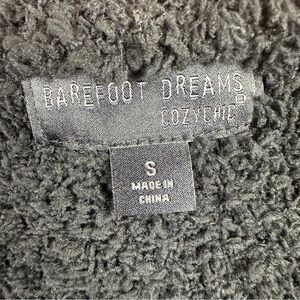 BAREFOOT DREAMS
COZYCHIC
S
MADE IN
CHINA